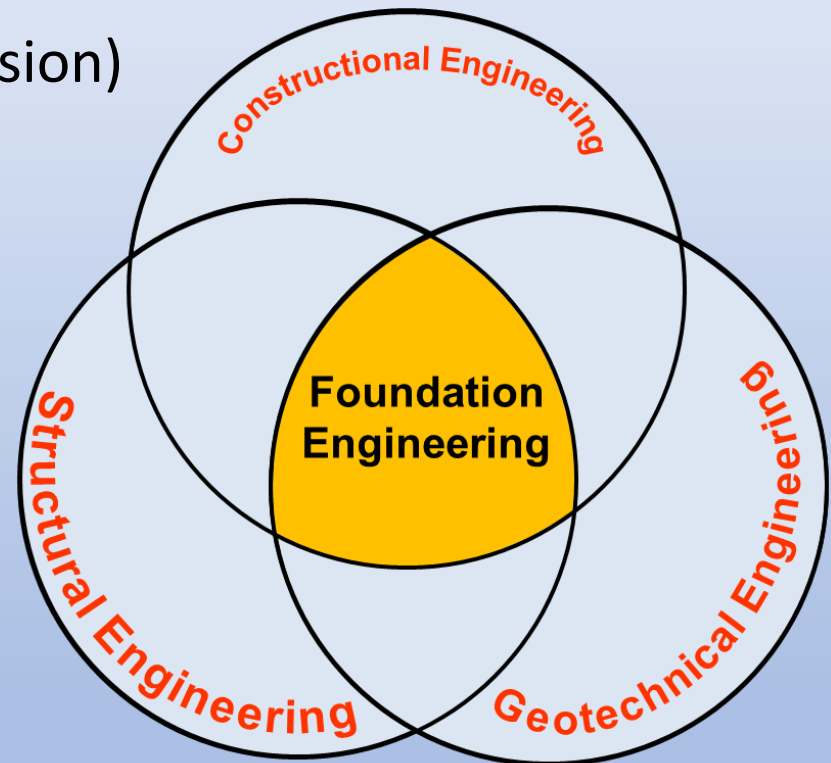 sion)
Constructional Engineering
Foundation
Engineering
Structural Engineering
Geotechnical Engineering